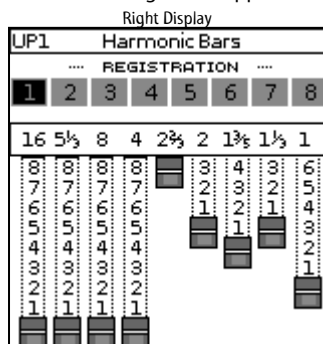 Right Display
UP1 Harmonic Bars
.... REGISTRATION ....
1 2 3 4 5 6 7 8
16 5⅓ 8 4 2⅔ 2 1⅗ 1⅓ 1
8 8 8 8 3 4 3 6
7 7 7 7 2 3 2 5
6 6 6 6 1 2 1 4
5 5 5 5 1 3
4 4 4 4 2
3 3 3 3 1
2 2 2 2
1 1 1 1